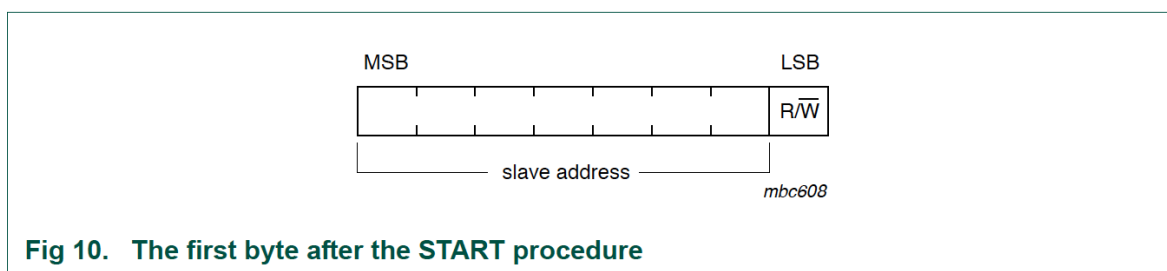 MSB LSB
R/W̅
slave address
mbc608
Fig 10. The first byte after the START procedure